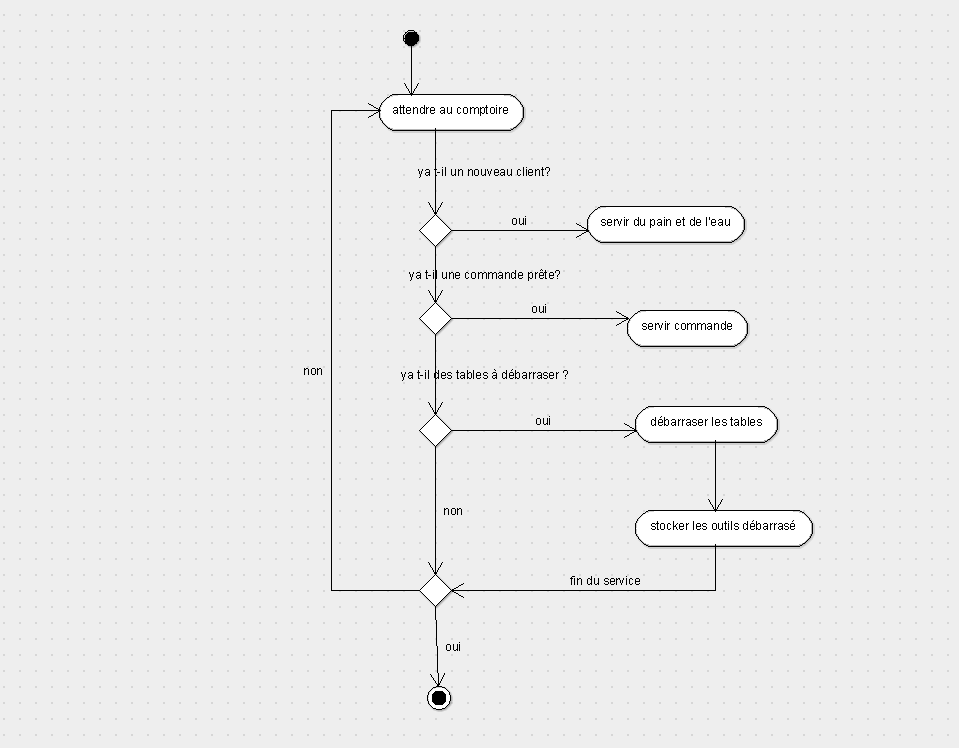 attendre au comptoire
ya t-il un nouveau client?
oui
servir du pain et de l'eau
ya t-il une commande prête?
oui
servir commande
non
ya t-il des tables à débarraser ?
oui
débarraser les tables
non
stocker les outils débarrasé
fin du service
oui